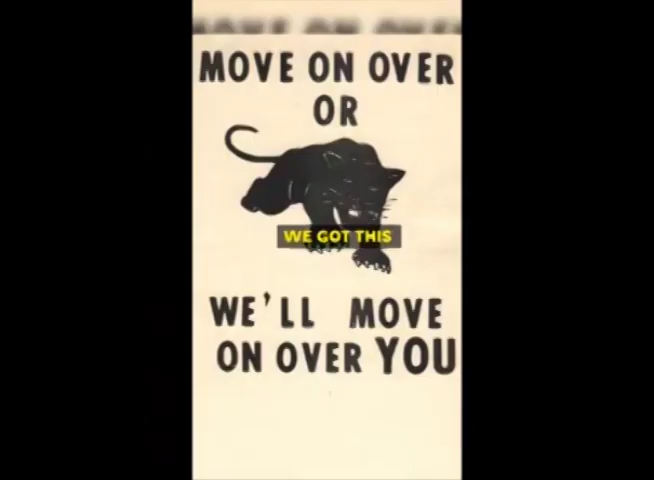 MOVE ON OVER
OR
WE GOT THIS
WE'LL MOVE
ON OVER YOU